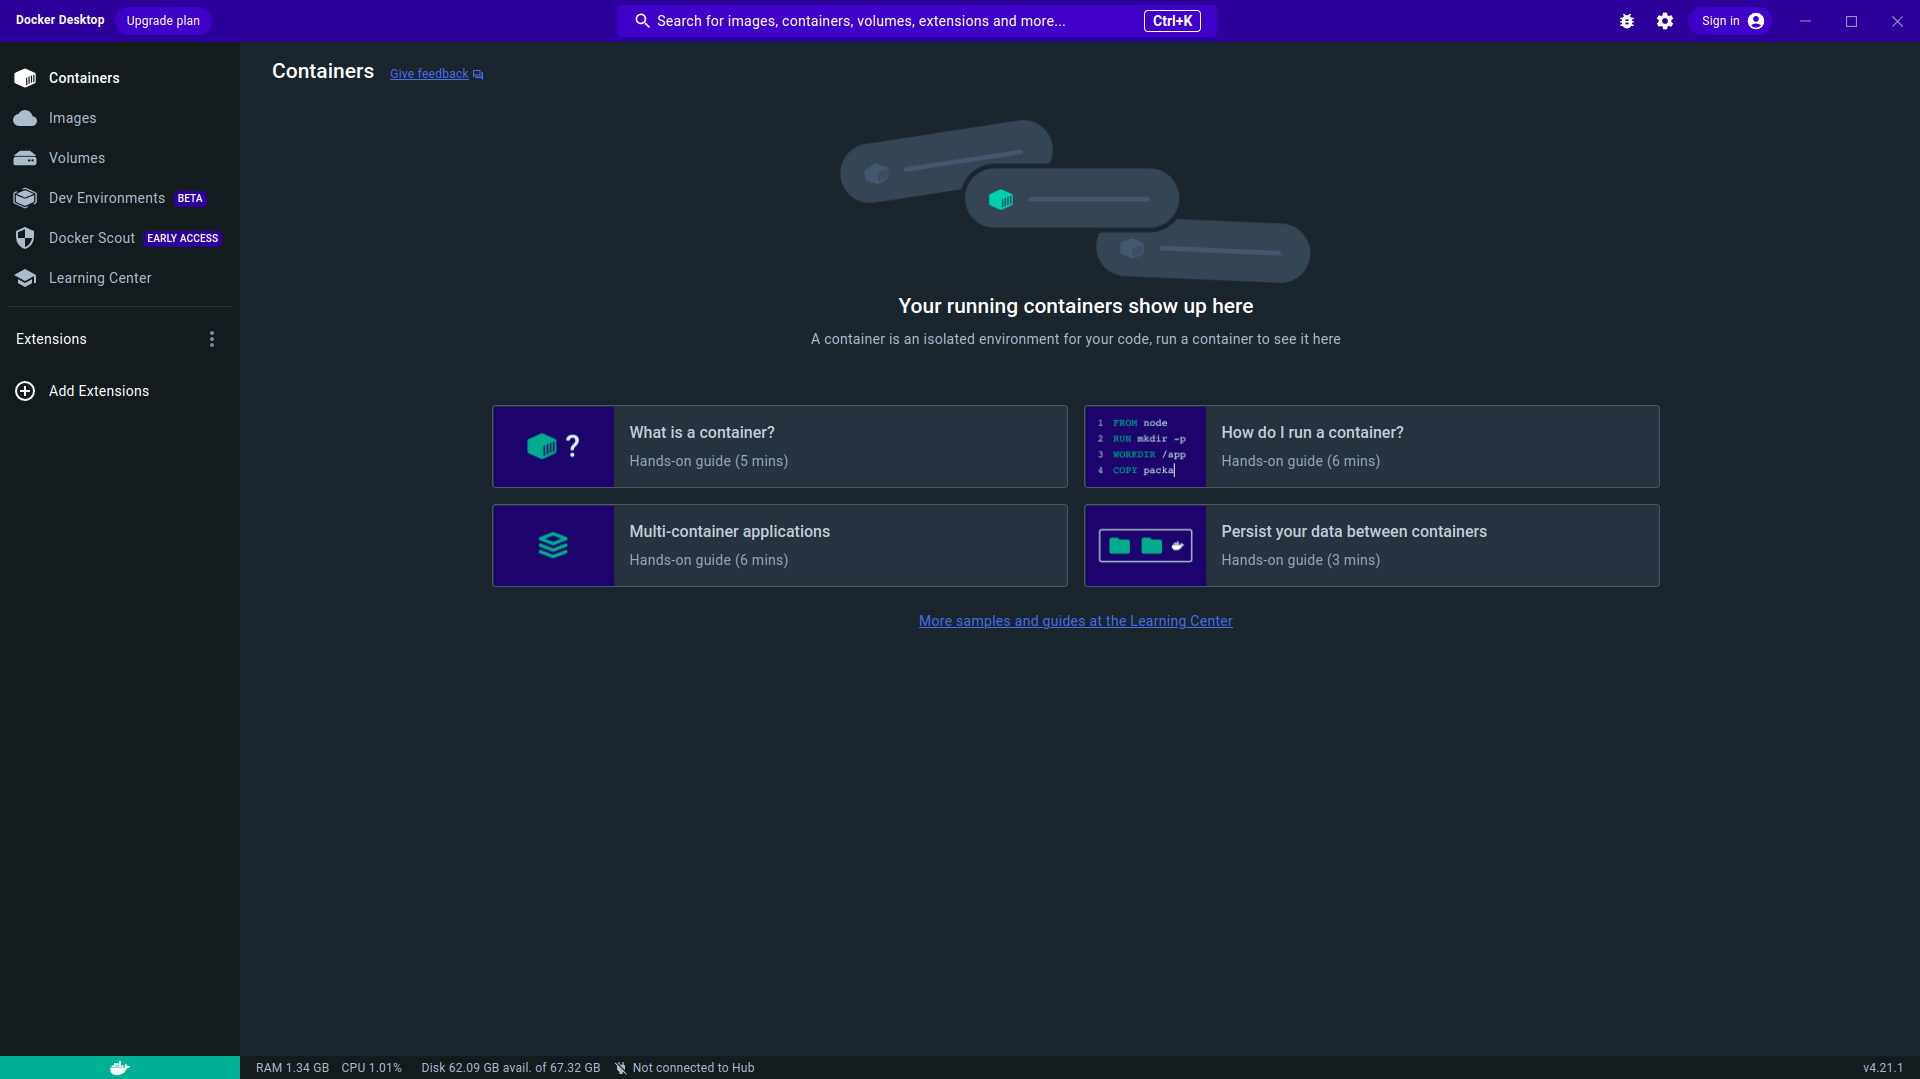 Docker Desktop
Upgrade plan
Search for images, containers, volumes, extensions and more...
Ctrl+K
Sign in
Containers
Images
Volumes
Dev Environments BETA
Docker Scout EARLY ACCESS
Learning Center
Extensions
Add Extensions
Containers
Give feedback
Your running containers show up here
A container is an isolated environment for your code, run a container to see it here
?
What is a container?
Hands-on guide (5 mins)
1 FROM node
2 RUN mkdir -p
3 WORKDIR /app
4 COPY packa
How do I run a container?
Hands-on guide (6 mins)
Multi-container applications
Hands-on guide (6 mins)
Persist your data between containers
Hands-on guide (3 mins)
More samples and guides at the Learning Center
RAM 1.34 GB CPU 1.01% Disk 62.09 GB avail. of 67.32 GB Not connected to Hub
v4.21.1